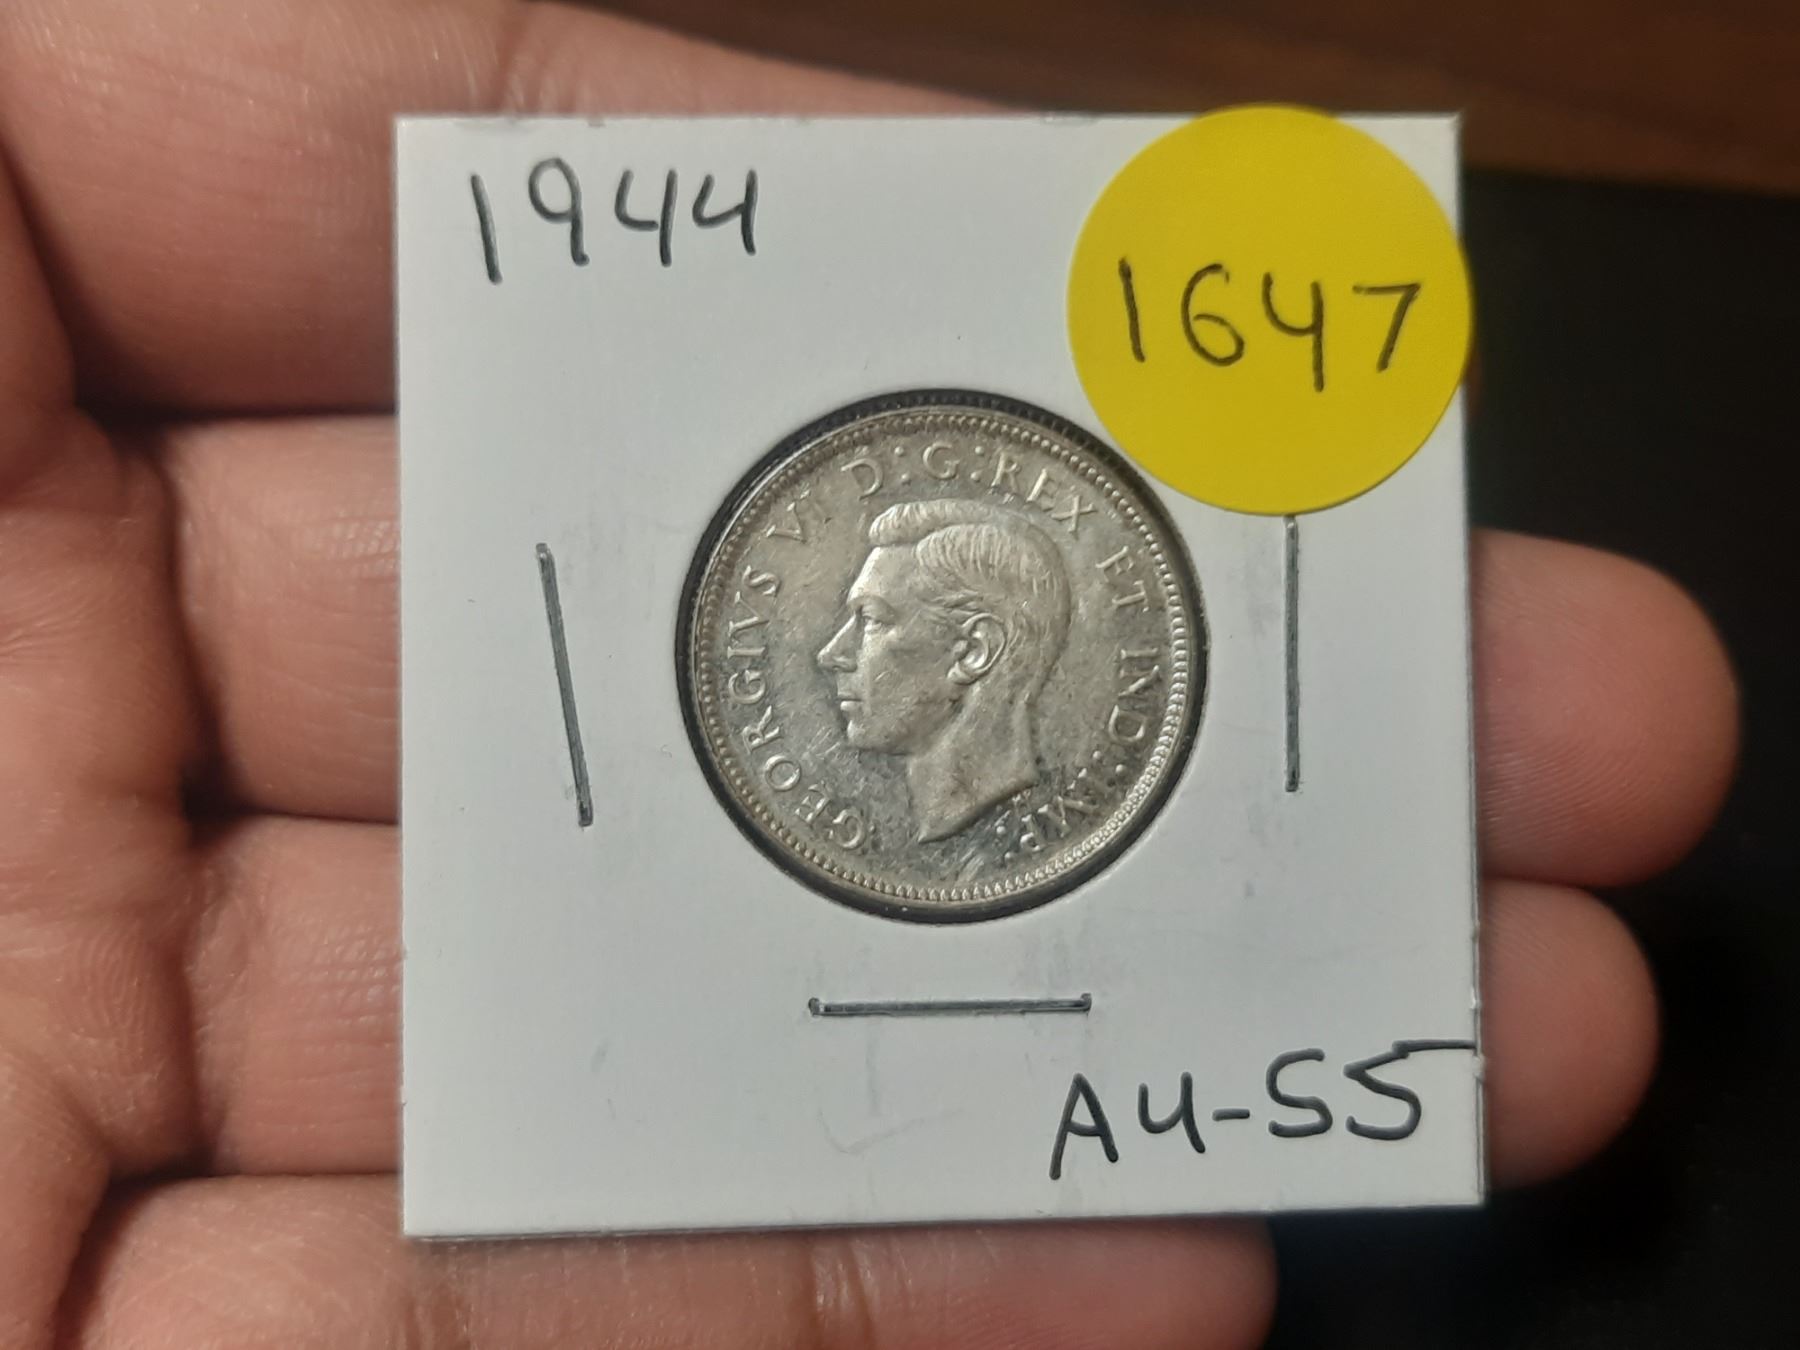 1944
1647
GEORGIVS VI D:G:REX ET IND:IMP:
AU-55